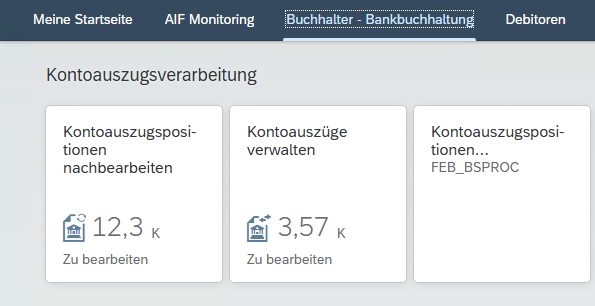 Meine Startseite AIF Monitoring Buchhalter - Bankbuchhaltung Debitoren
Kontoauszugsverarbeitung
Kontoauszugsposi-
tionen
nachbearbeiten
12,3 K
Zu bearbeiten
Kontoauszüge
verwalten
3,57 K
Zu bearbeiten
Kontoauszugsposi-
tionen...
FEB_BSPROC